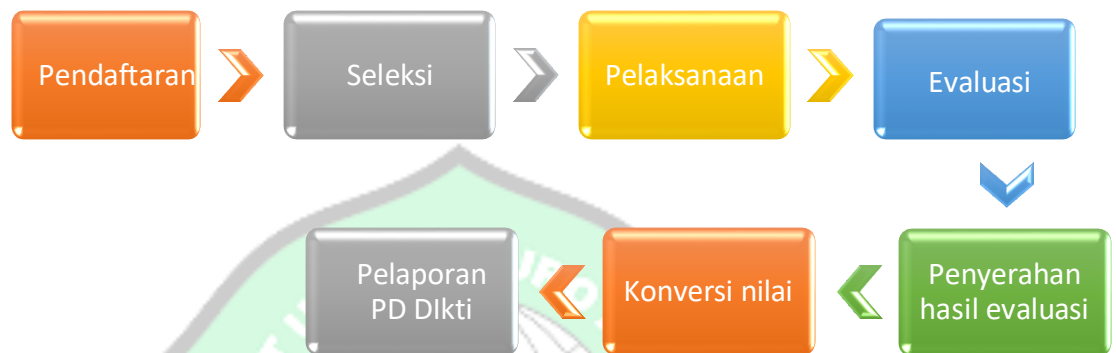 Pendaftaran
Seleksi
Pelaksanaan
Evaluasi
Penyerahan
hasil evaluasi
Konversi nilai
Pelaporan
PD DIkti